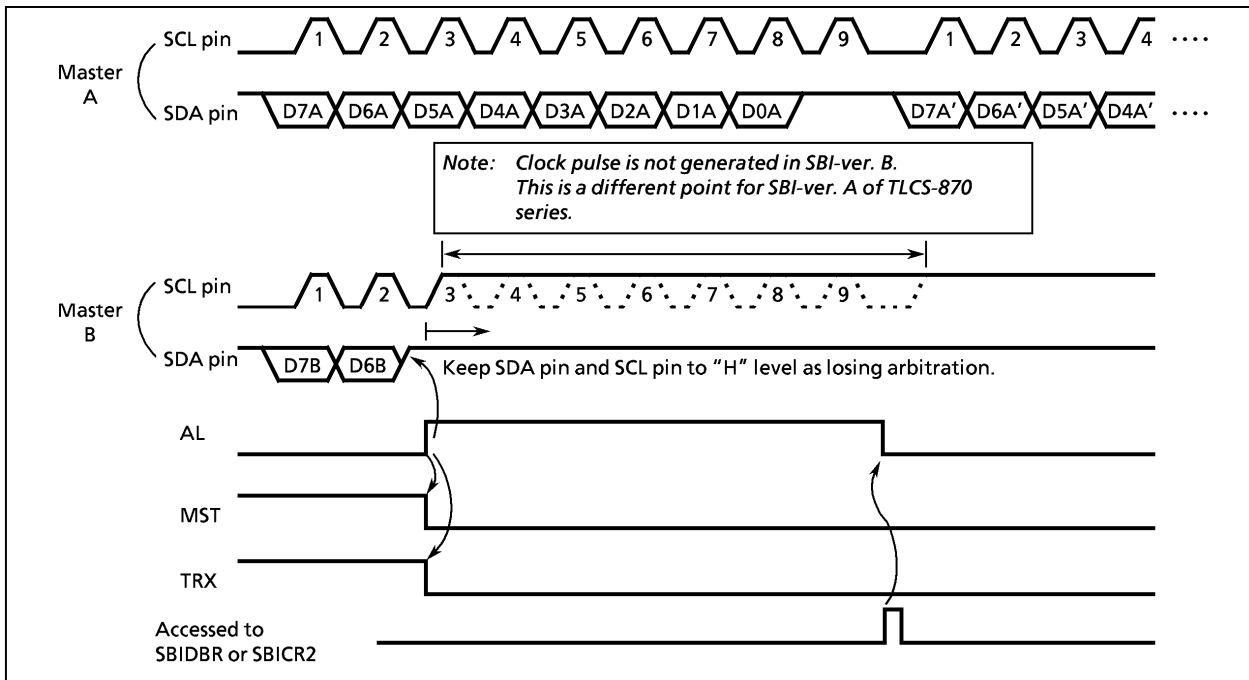 SCL pin 1 2 3 4 5 6 7 8 9 1 2 3 4 ····
Master
A
SDA pin D7A D6A D5A D4A D3A D2A D1A D0A D7A’ D6A’ D5A’ D4A’ ····
Note: Clock pulse is not generated in SBI-ver. B.
This is a different point for SBI-ver. A of TLCS-870
series.
SCL pin 1 2 3 4 5 6 7 8 9
Master
B
SDA pin D7B D6B Keep SDA pin and SCL pin to “H” level as losing arbitration.
AL
MST
TRX
Accessed to
SBIDBR or SBICR2